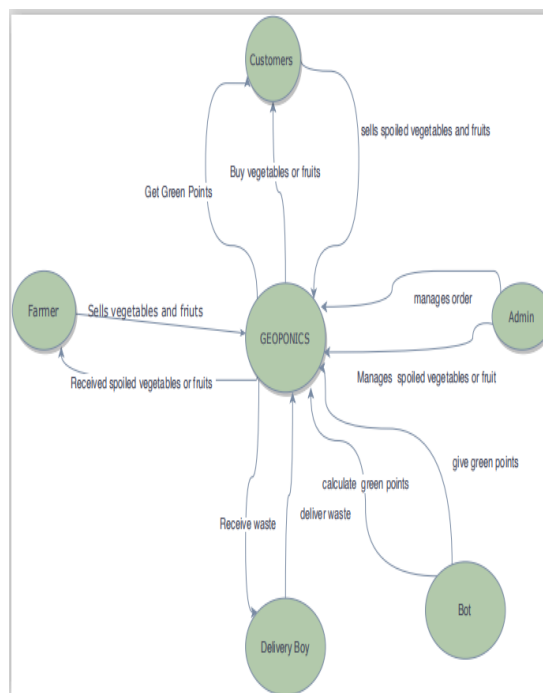 Customers
sells spoiled vegetables and fruits
Buy vegetables or fruits
Get Green Points
Farmer
Sells vegetables and friuts
manages order
Admin
GEOPONICS
Received spoiled vegetables or fruits
Manages spoiled vegetables or fruit
give green points
calculate green points
deliver waste
Receive waste
Bot
Delivery Boy